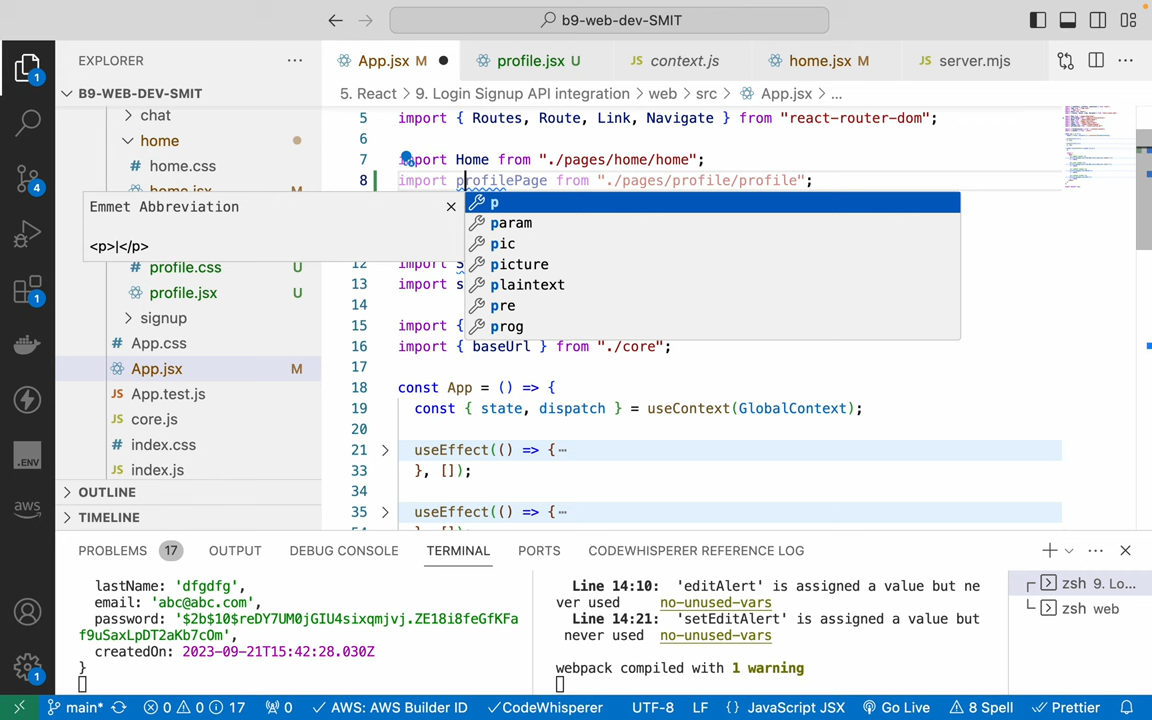 b9-web-dev-SMIT
EXPLORER
App.jsx M
profile.jsx U
context.js
home.jsx M
server.mjs
B9-WEB-DEV-SMIT
5. React > 9. Login Signup API integration > web > src > App.jsx > ...
chat
home
home.css
home.jsx M
profile.css U
profile.jsx U
signup
App.css
App.jsx M
App.test.js
core.js
index.css
index.js
OUTLINE
TIMELINE
5 import { Routes, Route, Link, Navigate } from "react-router-dom";
6
7 import Home from "./pages/home/home";
8 import profilePage from "./pages/profile/profile";
Emmet Abbreviation
<p>|</p>
p
param
pic
picture
plaintext
pre
prog
12 import S
13 import s
14
15 import {
16 import { baseUrl } from "./core";
17
18 const App = () => {
19 const { state, dispatch } = useContext(GlobalContext);
20
21 useEffect(() => {
33 }, []);
34
35 useEffect(() => {
PROBLEMS 17 OUTPUT DEBUG CONSOLE TERMINAL PORTS CODEWHISPERER REFERENCE LOG
lastName: 'dfgdfg',
email: 'abc@abc.com',
password: '$2b$10$reDY7UM0jGIU4sixqmjvj.ZE18i8feGfKFa
f9uSaxLpDT2aKb7cOm',
createdOn: 2023-09-21T15:42:28.030Z
}
Line 14:10: 'editAlert' is assigned a value but ne
ver used no-unused-vars
Line 14:21: 'setEditAlert' is assigned a value but
never used no-unused-vars
webpack compiled with 1 warning
zsh 9. Lo...
zsh web
main* 0 0 17 0 AWS: AWS Builder ID CodeWhisperer UTF-8 LF {} JavaScript JSX Go Live 8 Spell Prettier